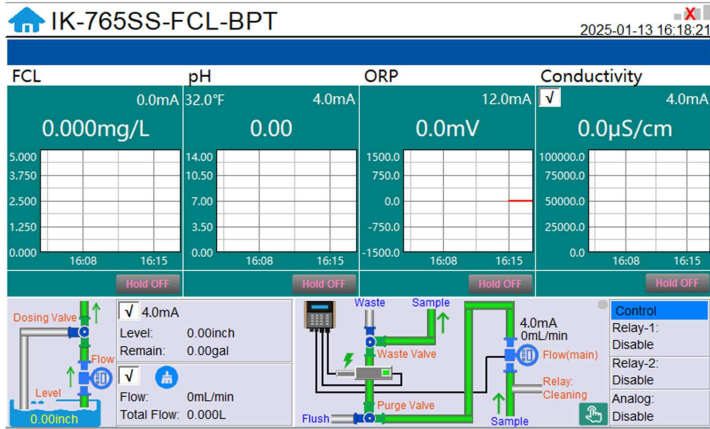 IK-765SS-FCL-BPT
X
2025-01-13 16:18:21
FCL pH ORP Conductivity
0.0mA 32.0°F 4.0mA 12.0mA √ 4.0mA
0.000mg/L 0.00 0.0mV 0.0µS/cm
5.000 14.00 1500.0 100000.0
3.750 10.50 750.0 75000.0
2.500 7.00 0.0 50000.0
1.250 3.50 -750.0 25000.0
0.000 0.00 -1500.0 0.0
16:08 16:15 16:08 16:15 16:08 16:15 16:08 16:15
Hold OFF Hold OFF Hold OFF Hold OFF
Dosing Valve
Flow
Level
0.00inch
√ 4.0mA
Level: 0.00inch
Remain: 0.00gal
√
Flow: 0mL/min
Total Flow: 0.000L
Waste Sample
Waste Valve
Purge Valve
Flush
4.0mA
0mL/min
Flow(main)
Relay:
Cleaning
Sample
Control
Relay-1:
Disable
Relay-2:
Disable
Analog:
Disable